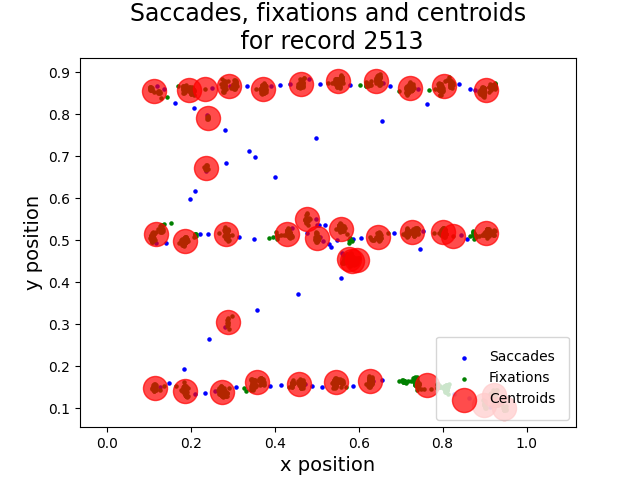 Saccades, fixations and centroids
for record 2513
0.9
0.8
0.7
0.6
0.5
0.4
0.3
0.2
0.1
y position
0.0
0.2
0.4
0.6
0.8
1.0
x position
Saccades
Fixations
Centroids